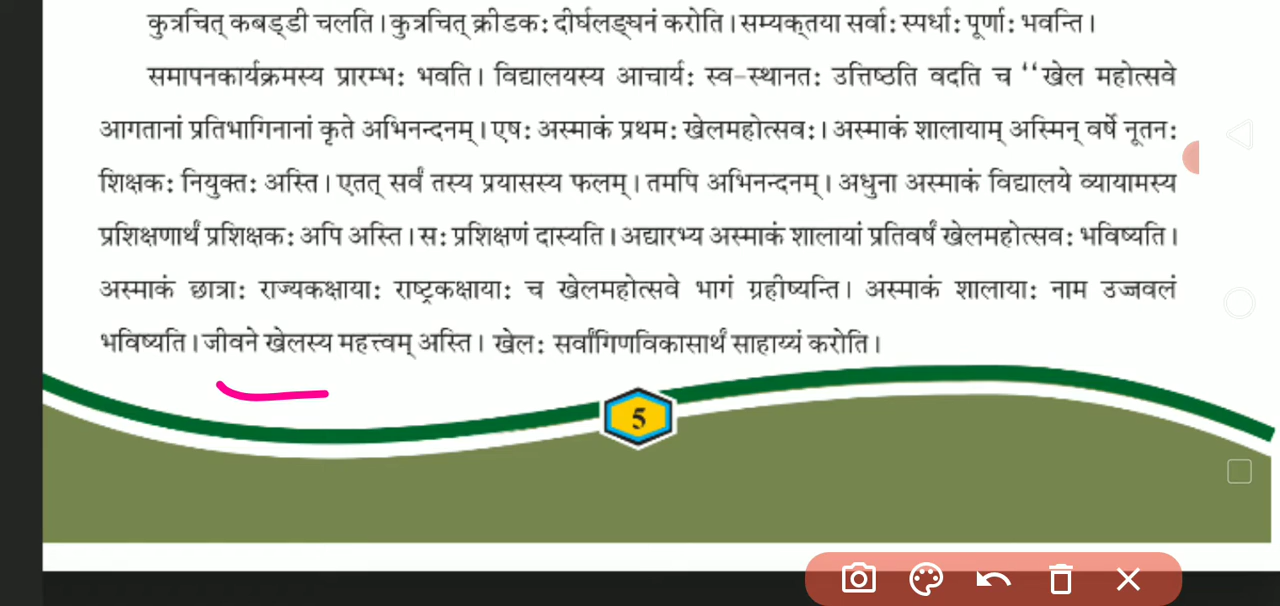 कुत्रचित् कबड्डी चलति। कुत्रचित् क्रीडक: दीर्घलङ्घनं करोति। सम्यक्‌तया सर्वा: स्पर्धा: पूर्णा: भवन्ति।
समापनकार्यक्रमस्य प्रारम्भ: भवति। विद्यालयस्य आचार्य: स्व-स्थानत: उत्तिष्ठति वदति च ‘‘खेल महोत्सवे
आगतानां प्रतिभागिनानां कृते अभिनन्दनम्। एष: अस्माकं प्रथम: खेलमहोत्सव:। अस्माकं शालायाम् अस्मिन् वर्षे नूतन:
शिक्षक: नियुक्त: अस्ति। एतत् सर्वं तस्य प्रयासस्य फलम्। तमपि अभिनन्दनम्। अधुना अस्माकं विद्यालये व्यायामस्य
प्रशिक्षणार्थं प्रशिक्षक: अपि अस्ति। स: प्रशिक्षणं दास्यति। अद्यारभ्य अस्माकं शालायां प्रतिवर्षं खेलमहोत्सव: भविष्यति।
अस्माकं छात्रा: राज्यकक्षाया: राष्ट्रकक्षाया: च खेलमहोत्सवे भागं ग्रहीष्यन्ति। अस्माकं शालाया: नाम उज्जवलं
भविष्यति। जीवने खेलस्य महत्त्वम् अस्ति। खेल: सर्वांगिणविकासार्थं साहाय्यं करोति।
5